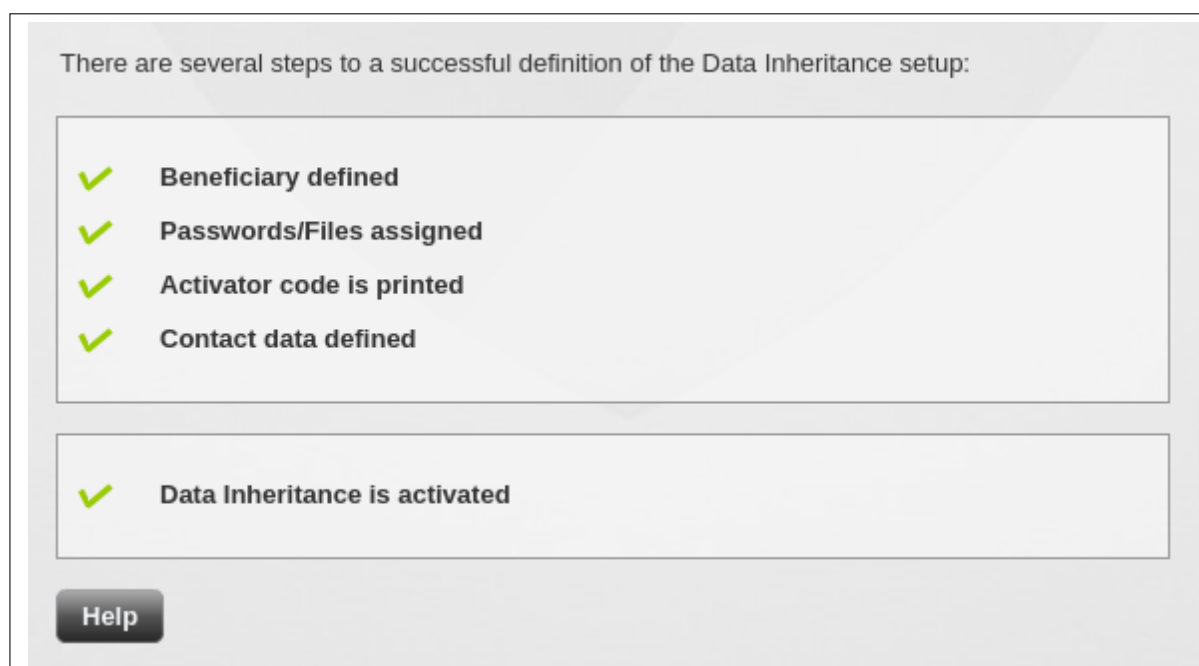 There are several steps to a successful definition of the Data Inheritance setup:
Beneficiary defined
Passwords/Files assigned
Activator code is printed
Contact data defined
Data Inheritance is activated
Help